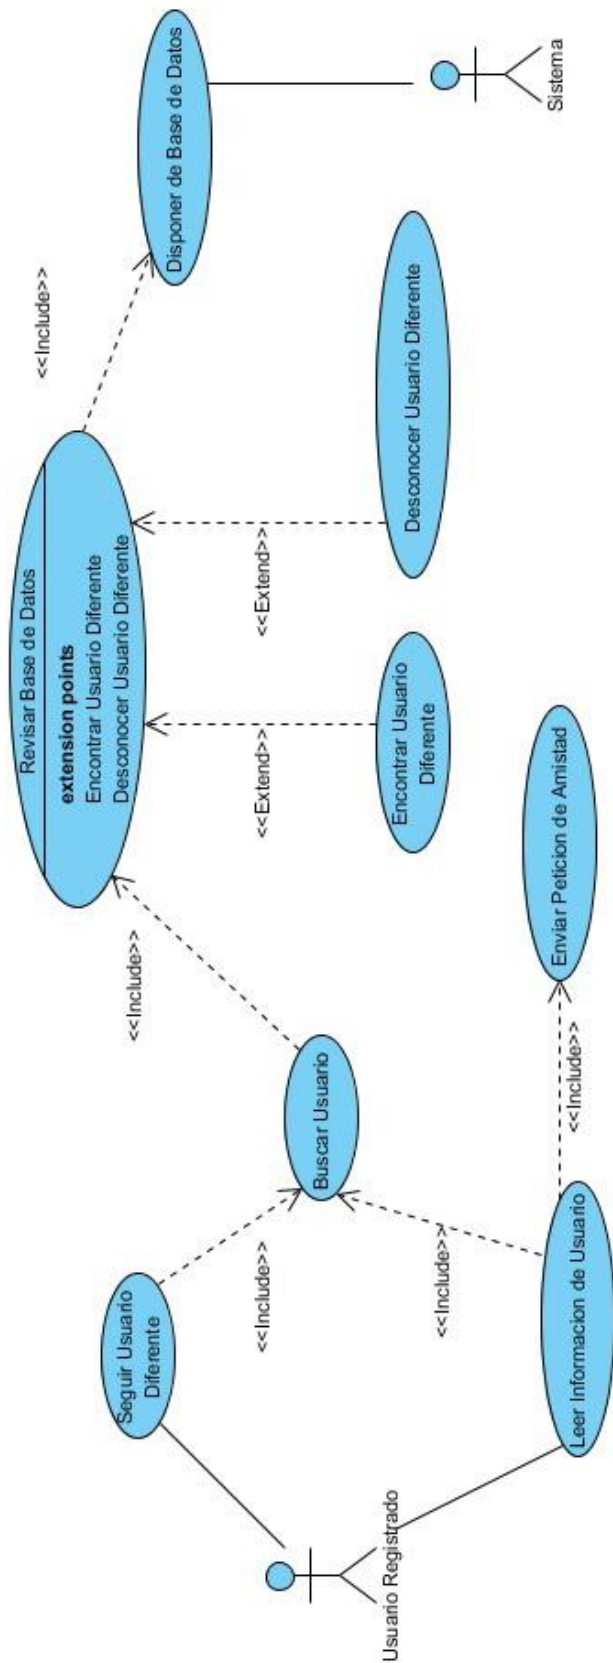 Usuario Registrado
Seguir Usuario
Diferente
<<Include>>
Leer Informacion de Usuario
<<Include>>
Buscar Usuario
<<Include>>
<<Include>>
Enviar Peticion de Amistad
Revisar Base de Datos
extension points
Encontrar Usuario Diferente
Desconocer Usuario Diferente
<<Extend>>
Encontrar Usuario
Diferente
<<Extend>>
Desconocer Usuario Diferente
<<Include>>
Disponer de Base de Datos
Sistema